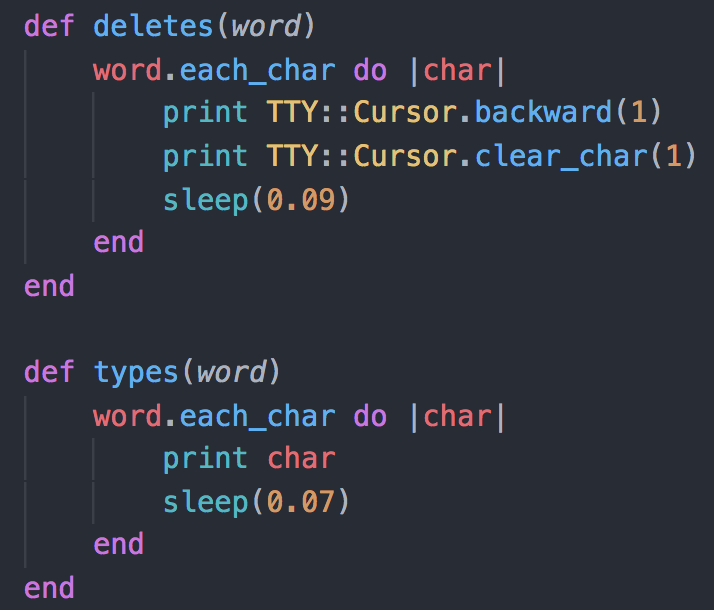 def deletes(word)
    word.each_char do |char|
        print TTY::Cursor.backward(1)
        print TTY::Cursor.clear_char(1)
        sleep(0.09)
    end
end

def types(word)
    word.each_char do |char|
        print char
        sleep(0.07)
    end
end